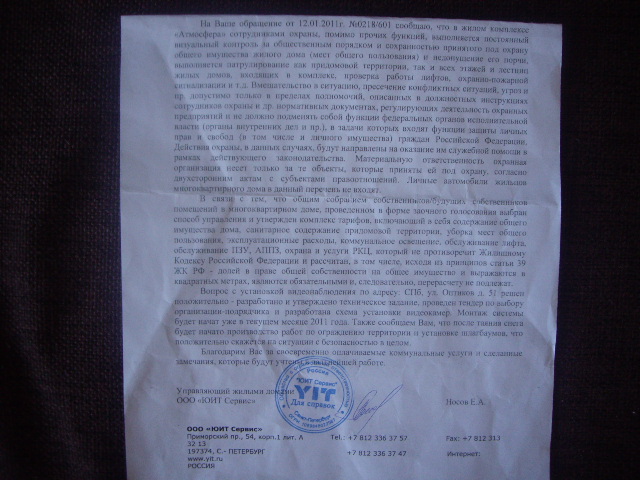 На Ваше обращение от 12.01.2011г. №0218/601 сообщаю, что в жилом комплексе
«Атмосфера» сотрудниками охраны, помимо прочих функций, выполняется постоянный
визуальный контроль за общественным порядком и сохранностью принятого под охрану
общего имущества жилого дома (мест общего пользования) и недопущения его порчи,
выполняется патрулирование как придомовой территории, так и всех этажей и лестниц
жилых домов, входящих в комплекс, проверка работы лифтов, охранно-пожарной
сигнализации и т.д. Вмешательство в ситуацию, пресечение конфликтных ситуаций, угроз и
пр. допустимо только в пределах полномочий, описанных в должностных инструкциях
сотрудников охраны и др. нормативных документах, регулирующих деятельность охранных
предприятий и не должно подменять собой функции федеральных органов исполнительной
власти (органы внутренних дел и пр.), в задачи которых входят функции защиты личных
прав и свобод (в том числе и личного имущества) граждан Российской Федерации.
Действия охраны, в данных случаях, будут направлены на оказание им служебной помощи в
рамках действующего законодательства. Материальную ответственность охранная
организация несет только за те объекты, которые приняты ей под охрану, согласно
двухсторонним актам с субъектами правоотношений. Личные автомобили жильцов
многоквартирного дома в данный перечень не входят.
В связи с тем, что общим собранием собственников/будущих собственников
помещений в многоквартирном доме, проведенном в форме заочного голосования выбран
способ управления и утвержден комплекс тарифов, включающий в себя содержание общего
имущества дома, санитарное содержание придомовой территории, уборка мест общего
пользования, эксплуатационные расходы, коммунальное освещение, обслуживание лифта,
обслуживание ПЗУ, АППЗ, охрана и услуги РКЦ, который не противоречит Жилищному
Кодексу Российской Федерации и рассчитан, в том числе, исходя из принципов статьи 39
ЖК РФ - долей в праве общей собственности на общее имущество и выражаются в
квадратных метрах, являются обязательными и, следовательно, перерасчету не подлежат.
Вопрос с установкой видеонаблюдения по адресу: СПб, ул. Оптиков д. 51 решен
положительно - разработано и утверждено техническое задание, проведен тендер по выбору
организации-подрядчика и разработана схема установки видеокамер. Монтаж системы
будет начат уже в текущем месяце 2011 года. Также сообщаем Вам, что после таяния снега
будет начато производство работ по ограждению территории и установке шлагбаумов, что
положительно скажется на ситуации с безопасностью в целом.
Благодарим Вас за своевременно оплачиваемые коммунальные услуги и сделанные
замечания, которые будут учтены в дальнейшей работе.
Управляющий жилыми домами
ООО «ЮИТ Сервис»
Носов Е.А.
Россия
"ЮИТ Сервис"
YIT
Для справок
Санкт-Петербург
ООО «ЮИТ Сервис»
Приморский пр., 54, корп.1 лит. А
Tel.: +7 812 336 37 57
Fax: +7 812 313
32 13
197374, С.- ПЕТЕРБУРГ
+7 812 336 37 47
Интернет:
www.yit.ru
РОССИЯ